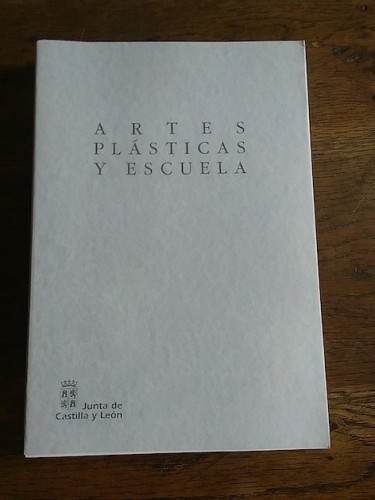 ARTES
PLÁSTICAS
Y ESCUELA
Junta de
Castilla y León